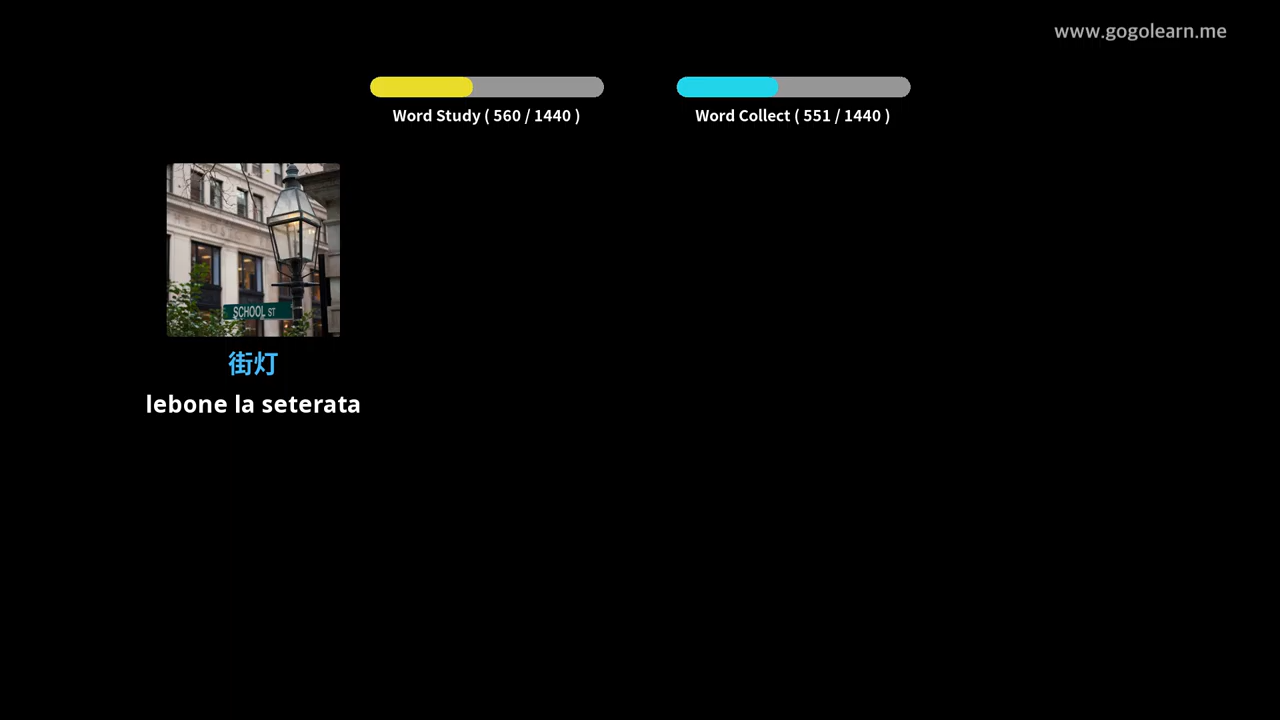 www.gogolearn.me
Word Study ( 560 / 1440 )
Word Collect ( 551 / 1440 )
SCHOOL ST
街灯
lebone la seterata